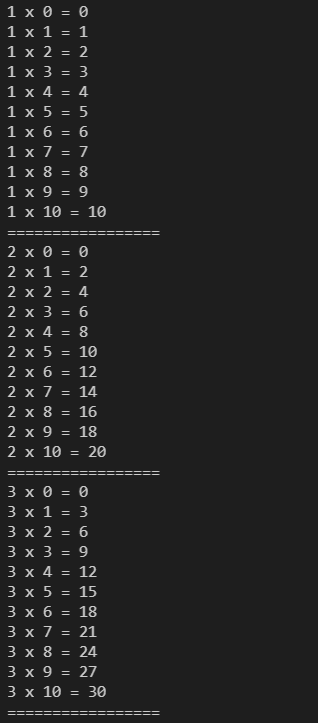 1 x 0 = 0
1 x 1 = 1
1 x 2 = 2
1 x 3 = 3
1 x 4 = 4
1 x 5 = 5
1 x 6 = 6
1 x 7 = 7
1 x 8 = 8
1 x 9 = 9
1 x 10 = 10
=================
2 x 0 = 0
2 x 1 = 2
2 x 2 = 4
2 x 3 = 6
2 x 4 = 8
2 x 5 = 10
2 x 6 = 12
2 x 7 = 14
2 x 8 = 16
2 x 9 = 18
2 x 10 = 20
=================
3 x 0 = 0
3 x 1 = 3
3 x 2 = 6
3 x 3 = 9
3 x 4 = 12
3 x 5 = 15
3 x 6 = 18
3 x 7 = 21
3 x 8 = 24
3 x 9 = 27
3 x 10 = 30
=================